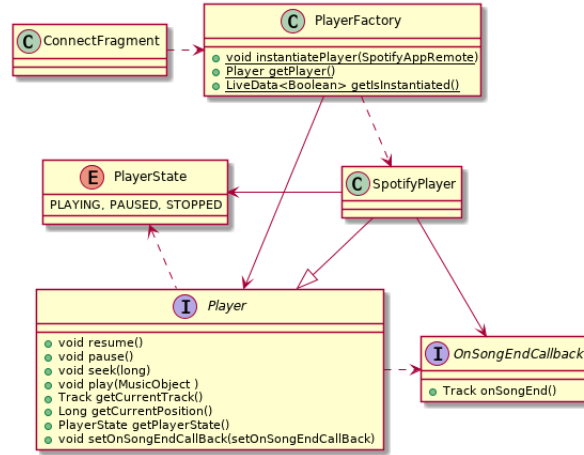 C ConnectFragment
C PlayerFactory
void instantiatePlayer(SpotifyAppRemote)
Player getPlayer()
LiveData<Boolean> getIsInstantiated()
E PlayerState
PLAYING, PAUSED, STOPPED
C SpotifyPlayer
I Player
void resume()
void pause()
void seek(long)
void play(MusicObject )
Track getCurrentTrack()
Long getCurrentPosition()
PlayerState getPlayerState()
void setOnSongEndCallBack(setOnSongEndCallBack)
I OnSongEndCallback
Track onSongEnd()